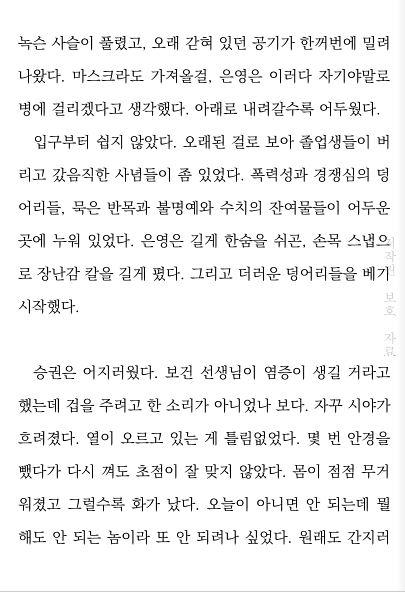 녹슨 사슬이 풀렸고, 오래 갇혀 있던 공기가 한꺼번에 밀려
나왔다. 마스크라도 가져올걸, 은영은 이러다 자기야말로
병에 걸리겠다고 생각했다. 아래로 내려갈수록 어두웠다.
입구부터 쉽지 않았다. 오래된 걸로 보아 졸업생들이 버
리고 갔음직한 사념들이 좀 있었다. 폭력성과 경쟁심의 덩
어리들, 묵은 반목과 불명예와 수치의 잔여물들이 어두운
곳에 누워 있었다. 은영은 길게 한숨을 쉬곤, 손목 스냅으
로 장난감 칼을 길게 폈다. 그리고 더러운 덩어리들을 베기
시작했다.
승권은 어지러웠다. 보건 선생님이 염증이 생길 거라고
했는데 겁을 주려고 한 소리가 아니었나 보다. 자꾸 시야가
흐려졌다. 열이 오르고 있는 게 틀림없었다. 몇 번 안경을
뺐다가 다시 껴도 초점이 잘 맞지 않았다. 몸이 점점 무거
워졌고 그럴수록 화가 났다. 오늘이 아니면 안 되는데 뭘
해도 안 되는 놈이라 또 안 되려나 싶었다. 원래도 간지러
저작권 보호 자료